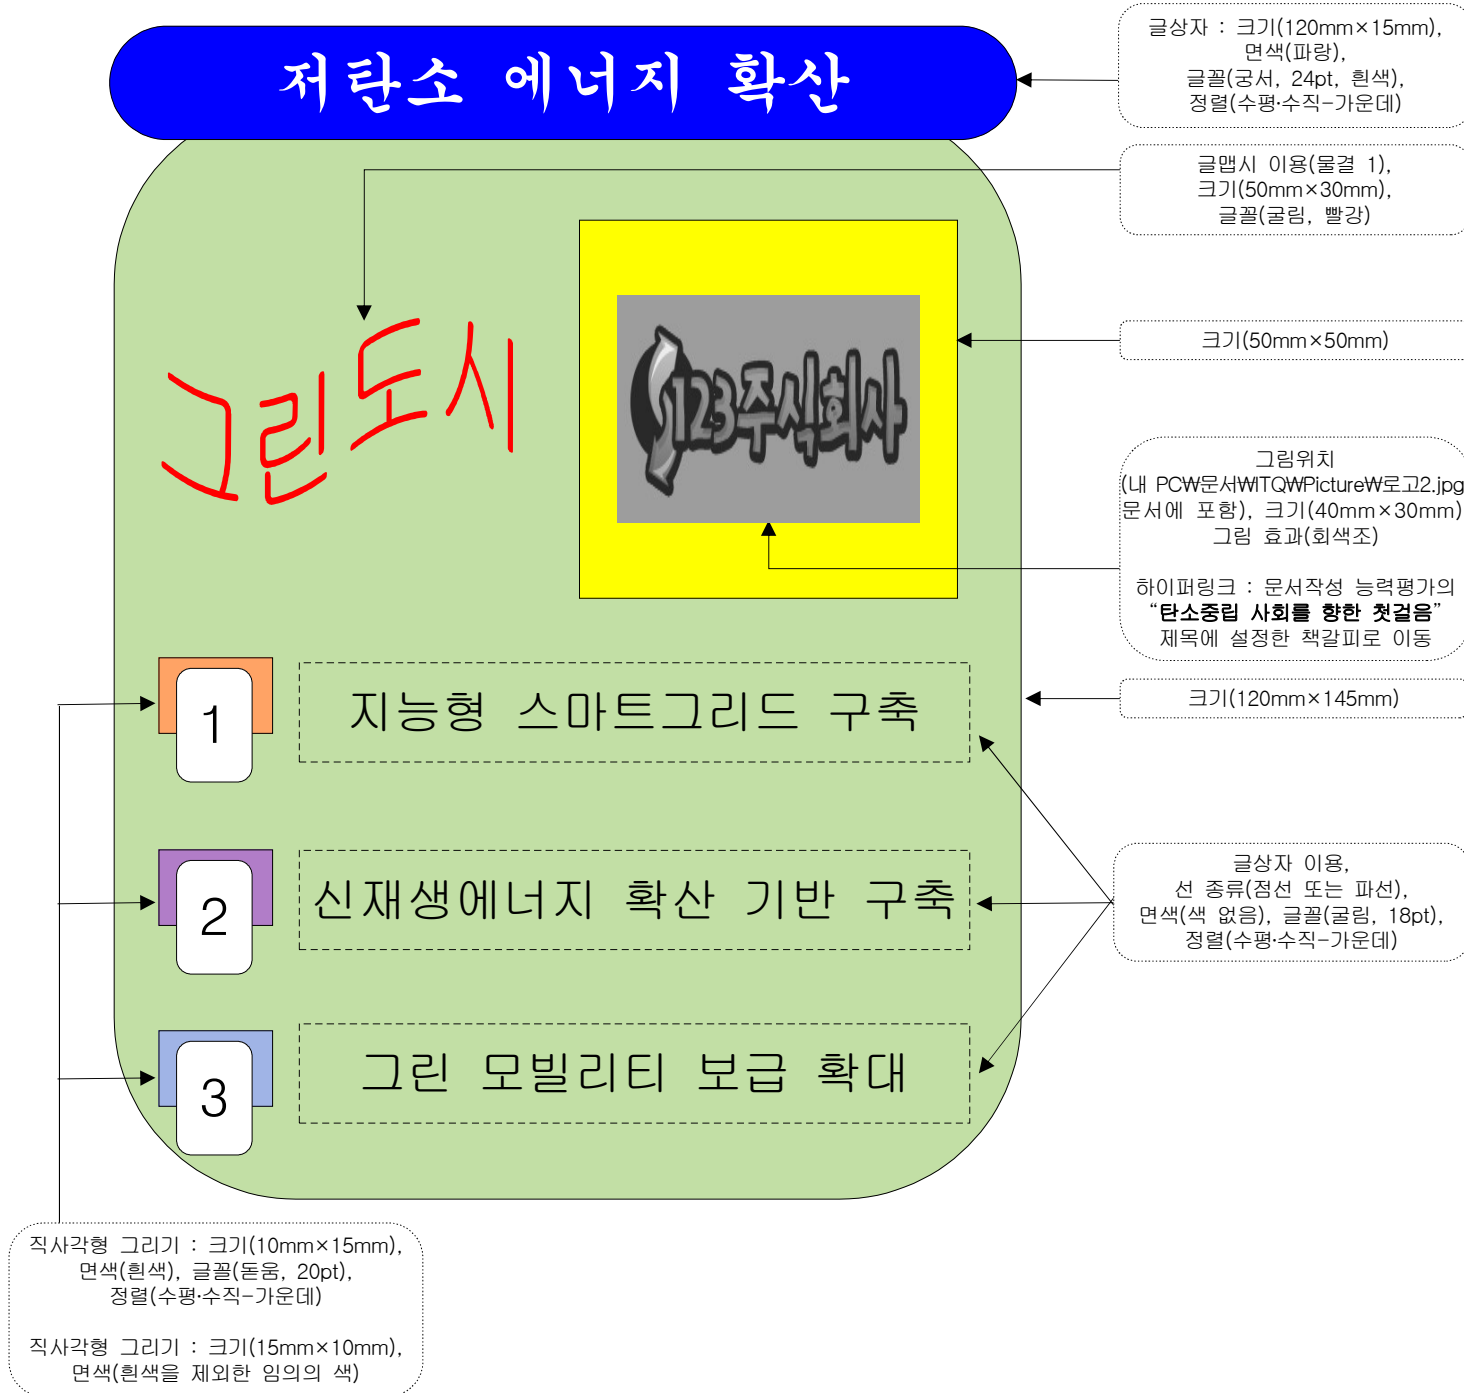 저탄소 에너지 확산
글상자 : 크기(120mm×15mm),
면색(파랑),
글꼴(궁서, 24pt, 흰색),
정렬(수평·수직-가운데)
글맵시 이용(물결 1),
크기(50mm×30mm),
글꼴(굴림, 빨강)
그린도시
123주식회사
크기(50mm×50mm)
그림위치
(내 PC₩문서₩ITQ₩Picture₩로고2.jpg
문서에 포함), 크기(40mm×30mm)
그림 효과(회색조)
하이퍼링크 : 문서작성 능력평가의
“탄소중립 사회를 향한 첫걸음”
제목에 설정한 책갈피로 이동
크기(120mm×145mm)
1
지능형 스마트그리드 구축
2
신재생에너지 확산 기반 구축
글상자 이용,
선 종류(점선 또는 파선),
면색(색 없음), 글꼴(굴림, 18pt),
정렬(수평·수직-가운데)
3
그린 모빌리티 보급 확대
직사각형 그리기 : 크기(10mm×15mm),
면색(흰색), 글꼴(돋움, 20pt),
정렬(수평·수직-가운데)
직사각형 그리기 : 크기(15mm×10mm),
면색(흰색을 제외한 임의의 색)